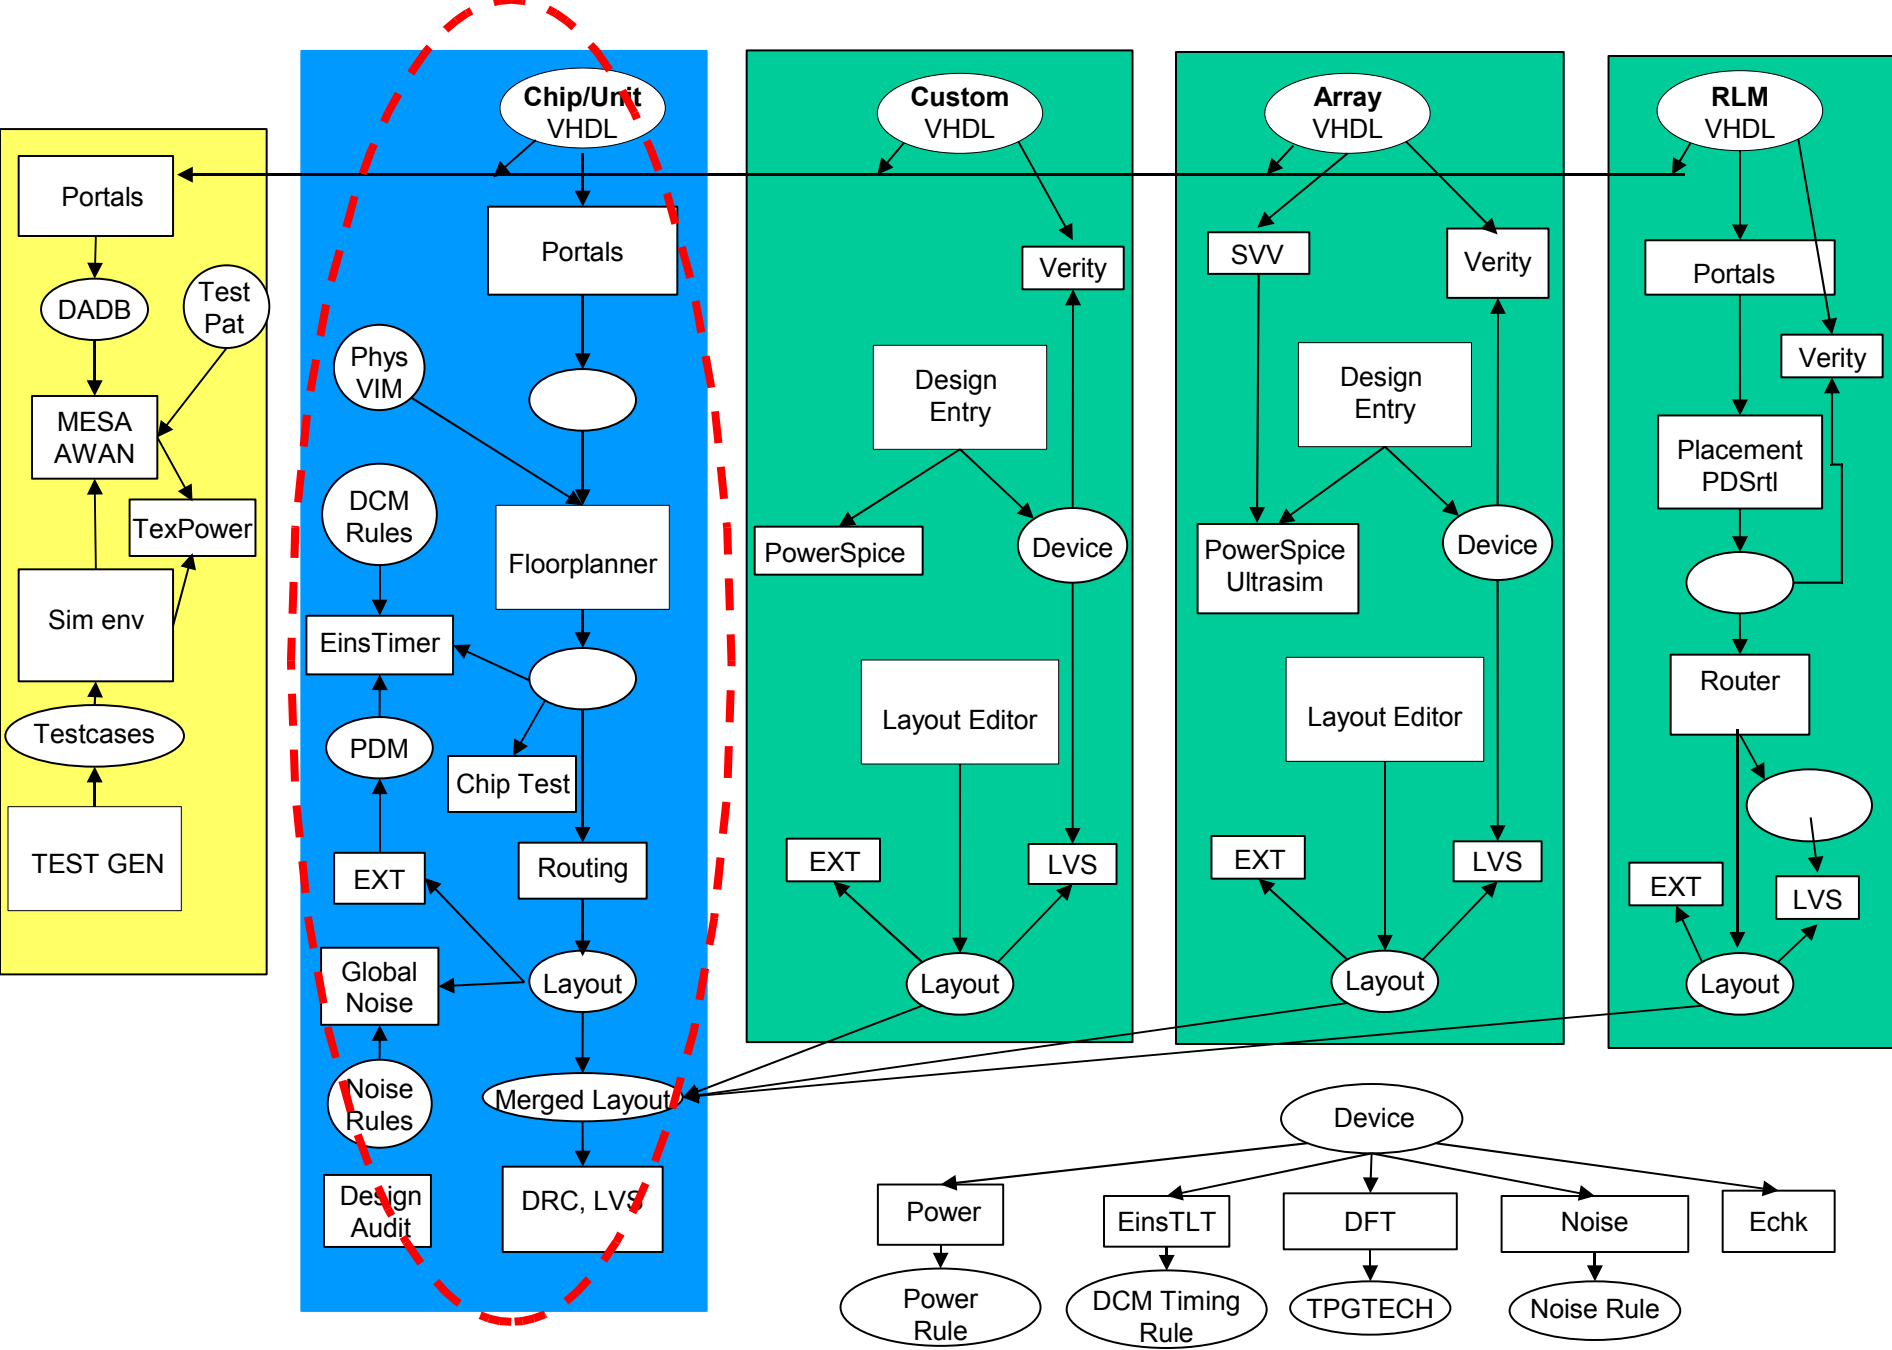 Portals
DADB
Test
Pat
MESA
AWAN
TexPower
Sim env
Testcases
TEST GEN
Chip/Unit
VHDL
Portals
Phys
VIM
DCM
Rules
Floorplanner
EinsTimer
PDM
Chip Test
EXT
Routing
Global
Noise
Layout
Noise
Rules
Merged Layout
Design
Audit
DRC, LVS
Custom
VHDL
Verity
Design
Entry
PowerSpice
Device
Layout Editor
EXT
LVS
Layout
Array
VHDL
SVV
Verity
Design
Entry
PowerSpice
Ultrasim
Device
Layout Editor
EXT
LVS
Layout
RLM
VHDL
Portals
Verity
Placement
PDSrtl
Router
EXT
LVS
Layout
Device
Power
EinsTLT
DFT
Noise
Echk
Power
Rule
DCM Timing
Rule
TPGTECH
Noise Rule